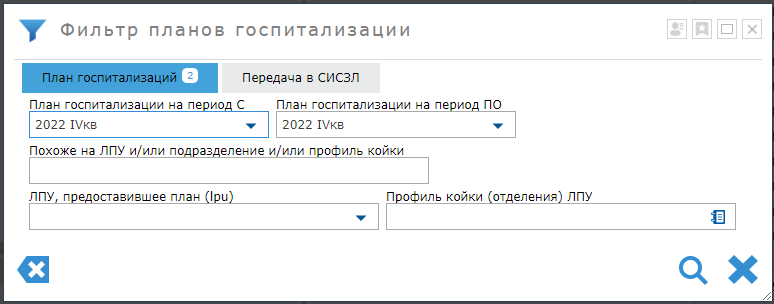 Фильтр планов госпитализации
План госпитализаций 2 Передача в СИСЗЛ
План госпитализации на период С План госпитализации на период ПО
2022 IVкв 2022 IVкв
Похоже на ЛПУ и/или подразделение и/или профиль койки
ЛПУ, предоставившее план (lpu) Профиль койки (отделения) ЛПУ